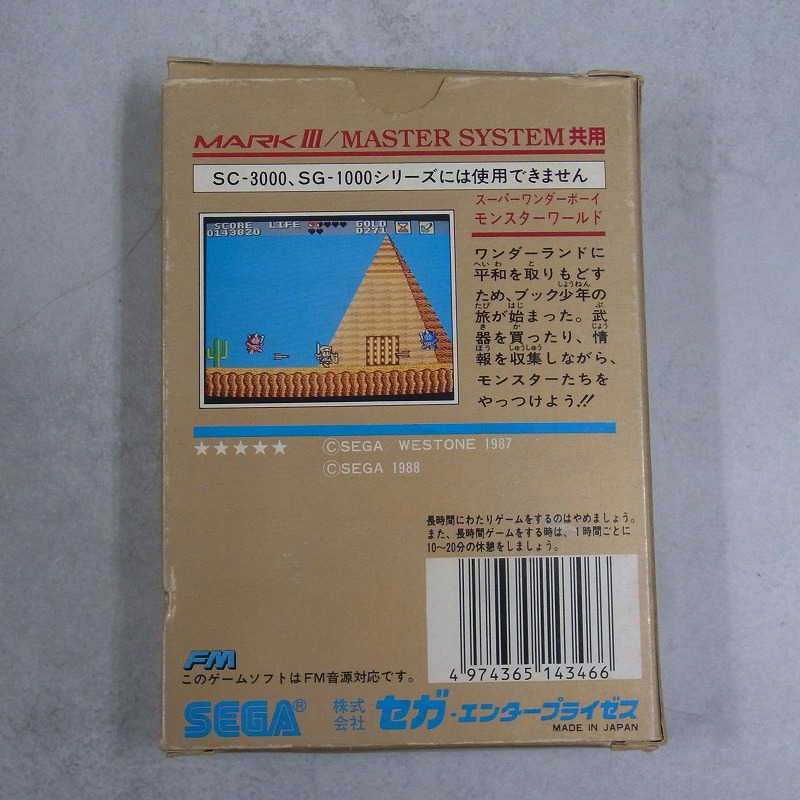 MARK III/MASTER SYSTEM共用
SC-3000、SG-1000シリーズには使用できません
スーパーワンダーボーイ
モンスターワールド
SCORE LIFE GOLD
0143820 0271
ワンダーランドに
平和を取りもどす
ため、ブック少年の
旅が始まった。武
器を買ったり、情
報を収集しながら、
モンスターたちを
やっつけよう!!
©SEGA WESTONE 1987
©SEGA 1988
長時間にわたりゲームをするのはやめましょう。
また、長時間ゲームをする時は、1時間ごとに
10〜20分の休憩をしましょう。
4 974365 143466
FM
このゲームソフトはFM音源対応です。
SEGA® 株式会社 セガ・エンタープライゼス
MADE IN JAPAN